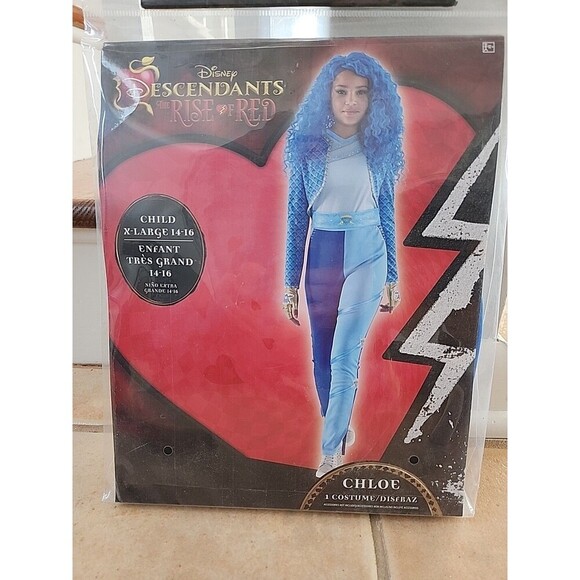 Disney
DESCENDANTS
THE RISE OF RED
CHILD
X-LARGE 14-16
ENFANT
TRÈS GRAND
14-16
NIÑO EXTRA
GRANDE 14-16
CHLOE
1 COSTUME/DISFRAZ